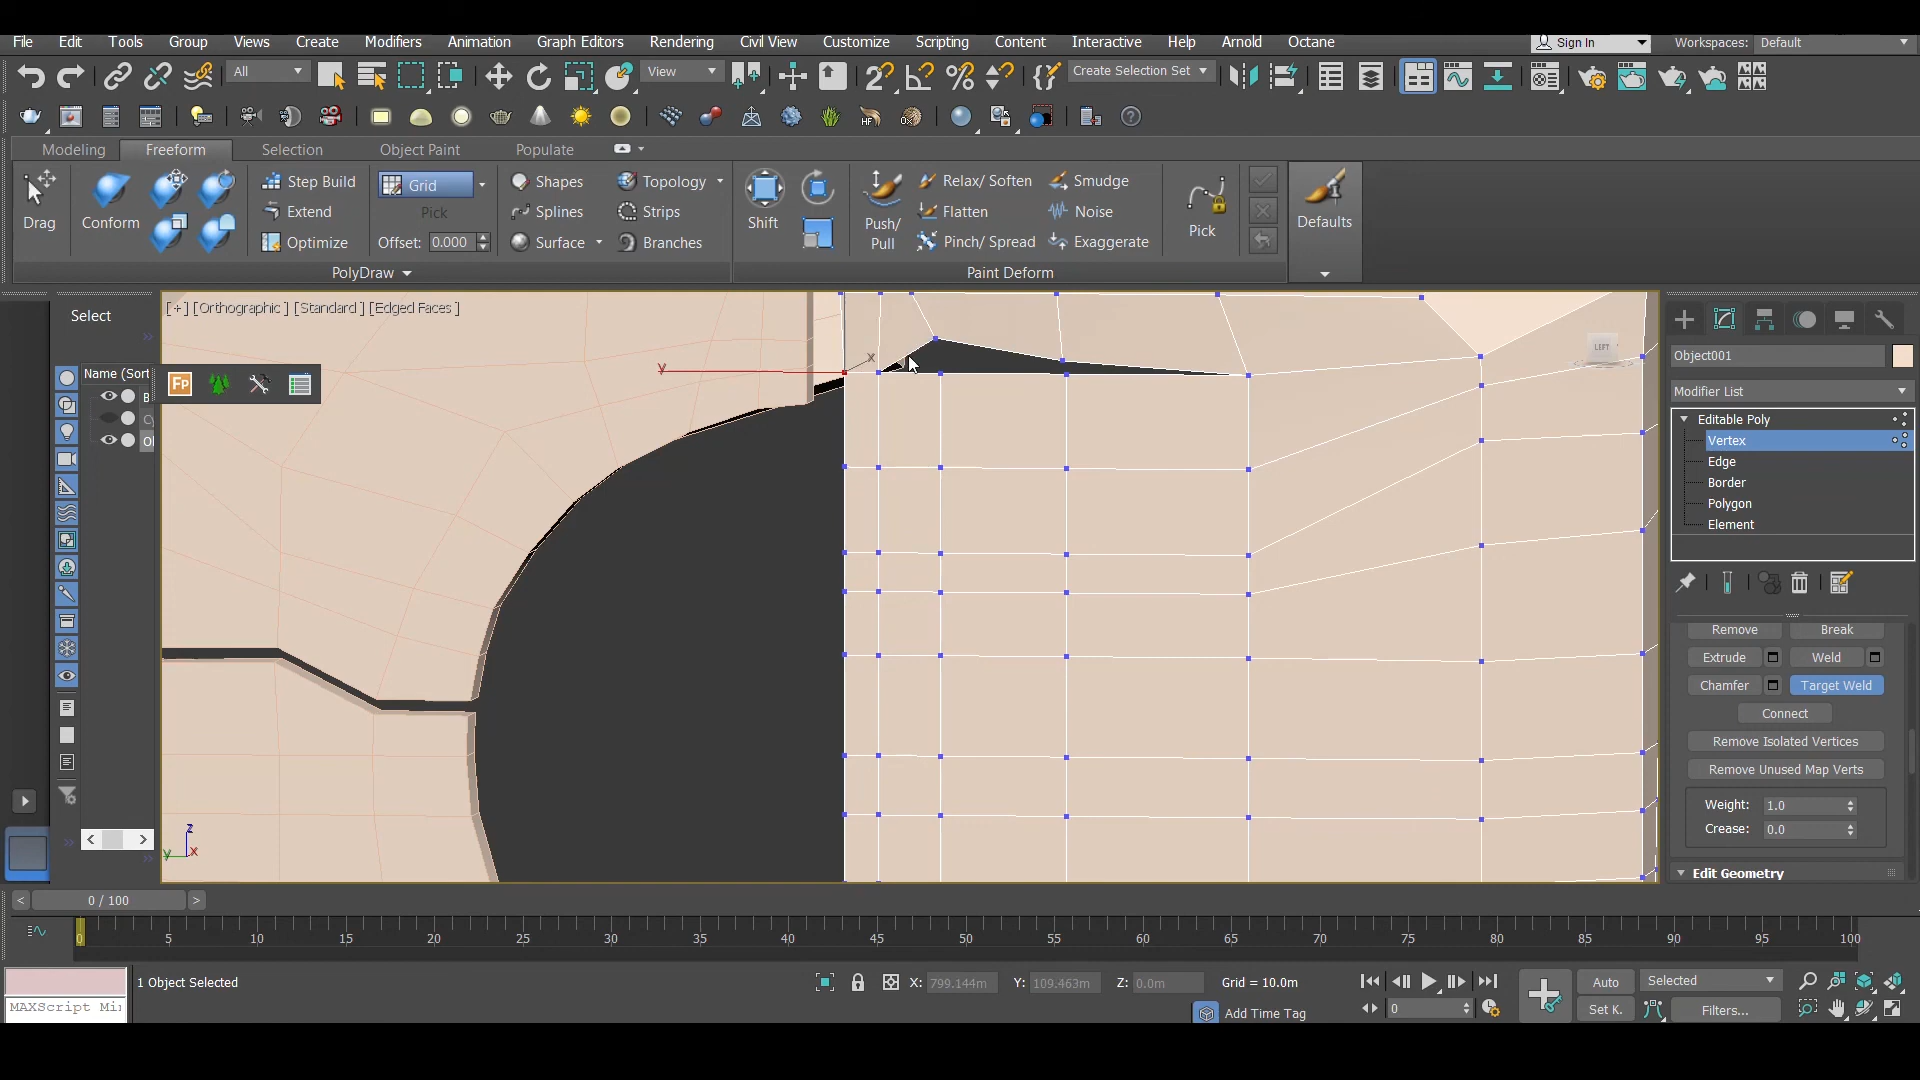 File Edit Tools Group Views Create Modifiers Animation Graph Editors Rendering Civil View Customize Scripting Content Interactive Help Arnold Octane Sign In Workspaces: Default
All View Create Selection Set
HF
Modeling Freeform Selection Object Paint Populate
Drag Conform Step Build Grid Shapes Topology Shift Relax/Soften Smudge Pick Defaults
Extend Pick Splines Strips Push/ Pull Flatten Noise
Optimize Offset: 0.000 Surface Branches Pinch/Spread Exaggerate
PolyDraw Paint Deform
Select
[+] [Orthographic ] [Standard ] [Edged Faces ]
LEFT
Name (Sort
Fp
y x
z
y x
Object001
Modifier List
Editable Poly
Vertex
Edge
Border
Polygon
Element
Remove Break
Extrude Weld
Chamfer Target Weld
Connect
Remove Isolated Vertices
Remove Unused Map Verts
Weight: 1.0
Crease: 0.0
Edit Geometry
< 0 / 100 >
0 5 10 15 20 25 30 35 40 45 50 55 60 65 70 75 80 85 90 95 100
1 Object Selected X: 799.144m Y: 109.463m Z: 0.0m Grid = 10.0m Auto Selected
MAXScript Mi Add Time Tag 0 Set K. Filters...